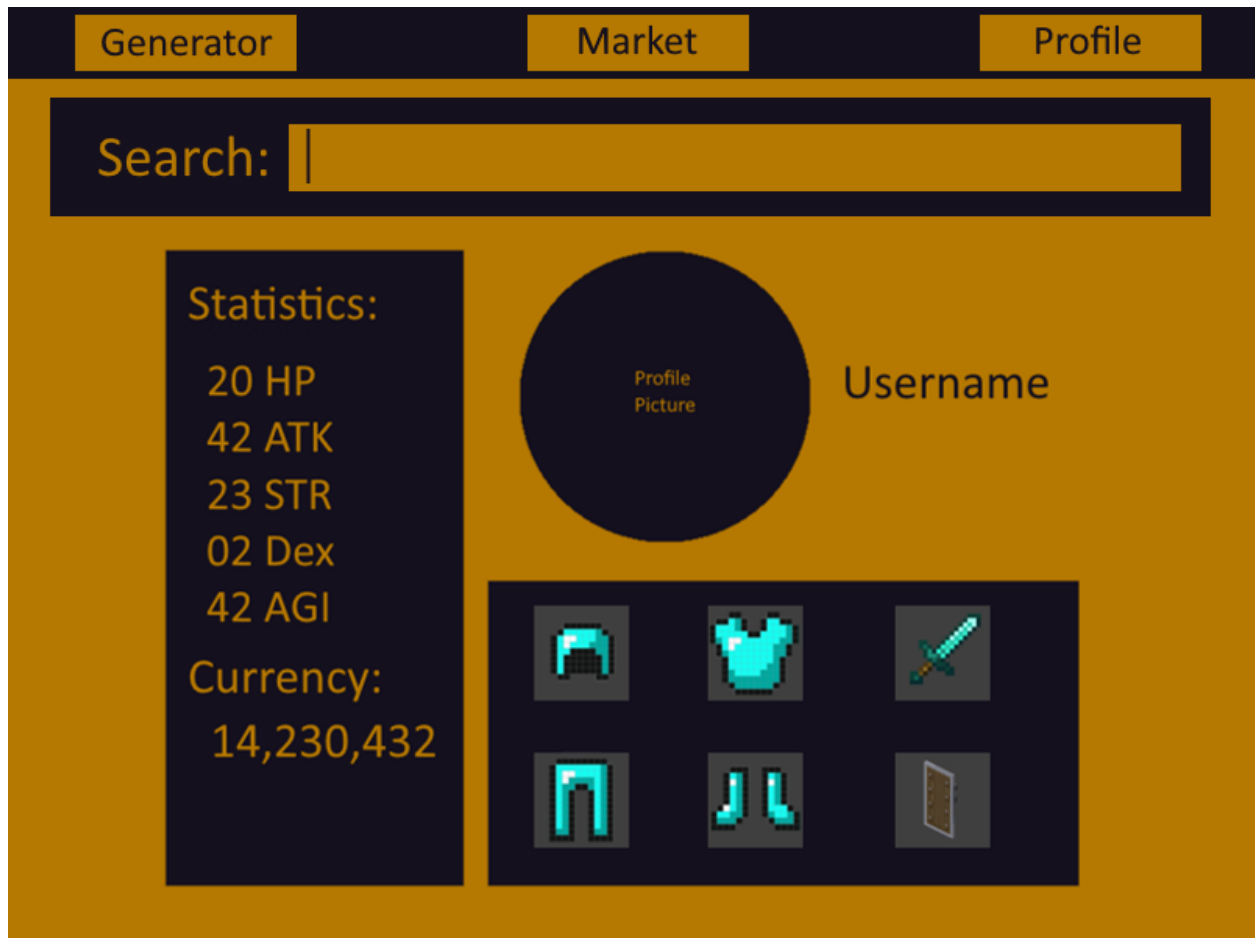 Generator
Market
Profile
Search:
Statistics:
20 HP
42 ATK
23 STR
02 Dex
42 AGI
Currency:
14,230,432
Profile
Picture
Username